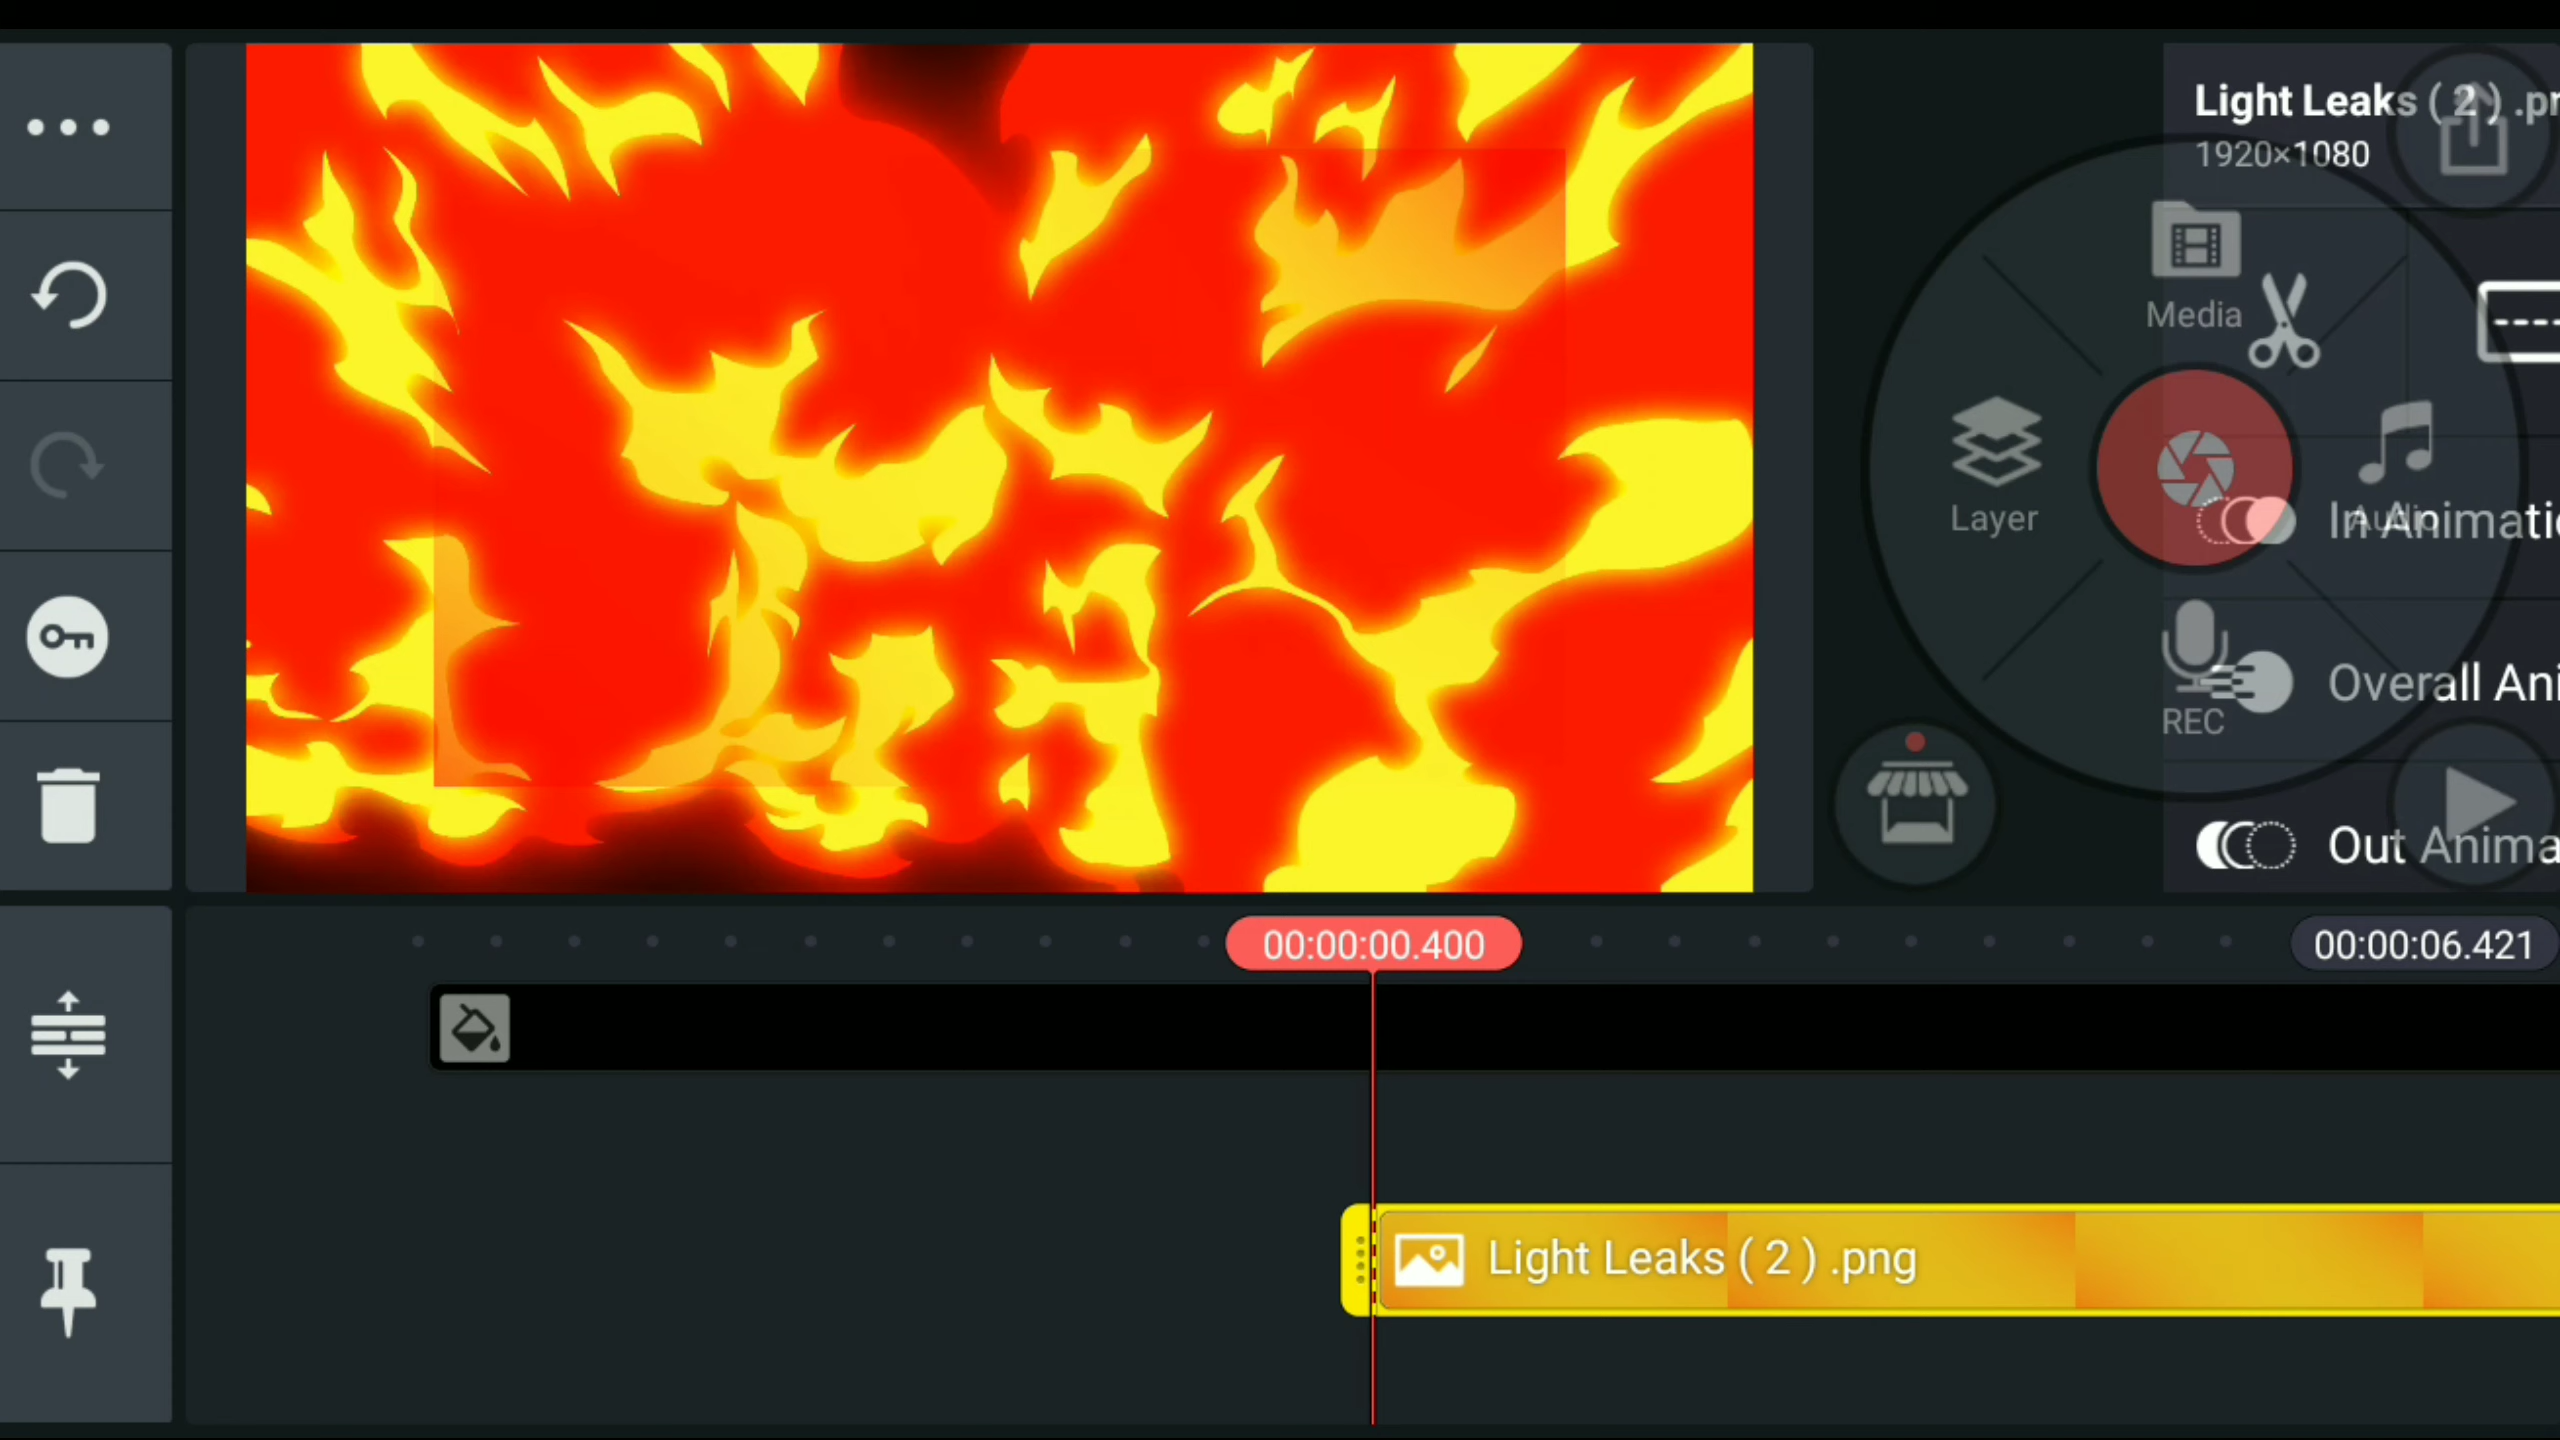 Light Leaks ( 2 ) .pn
1920×1080
Media
Layer
Audio
In Animatio
REC
Overall Ani
Out Anima
00:00:00.400
00:00:06.421
Light Leaks ( 2 ) .png